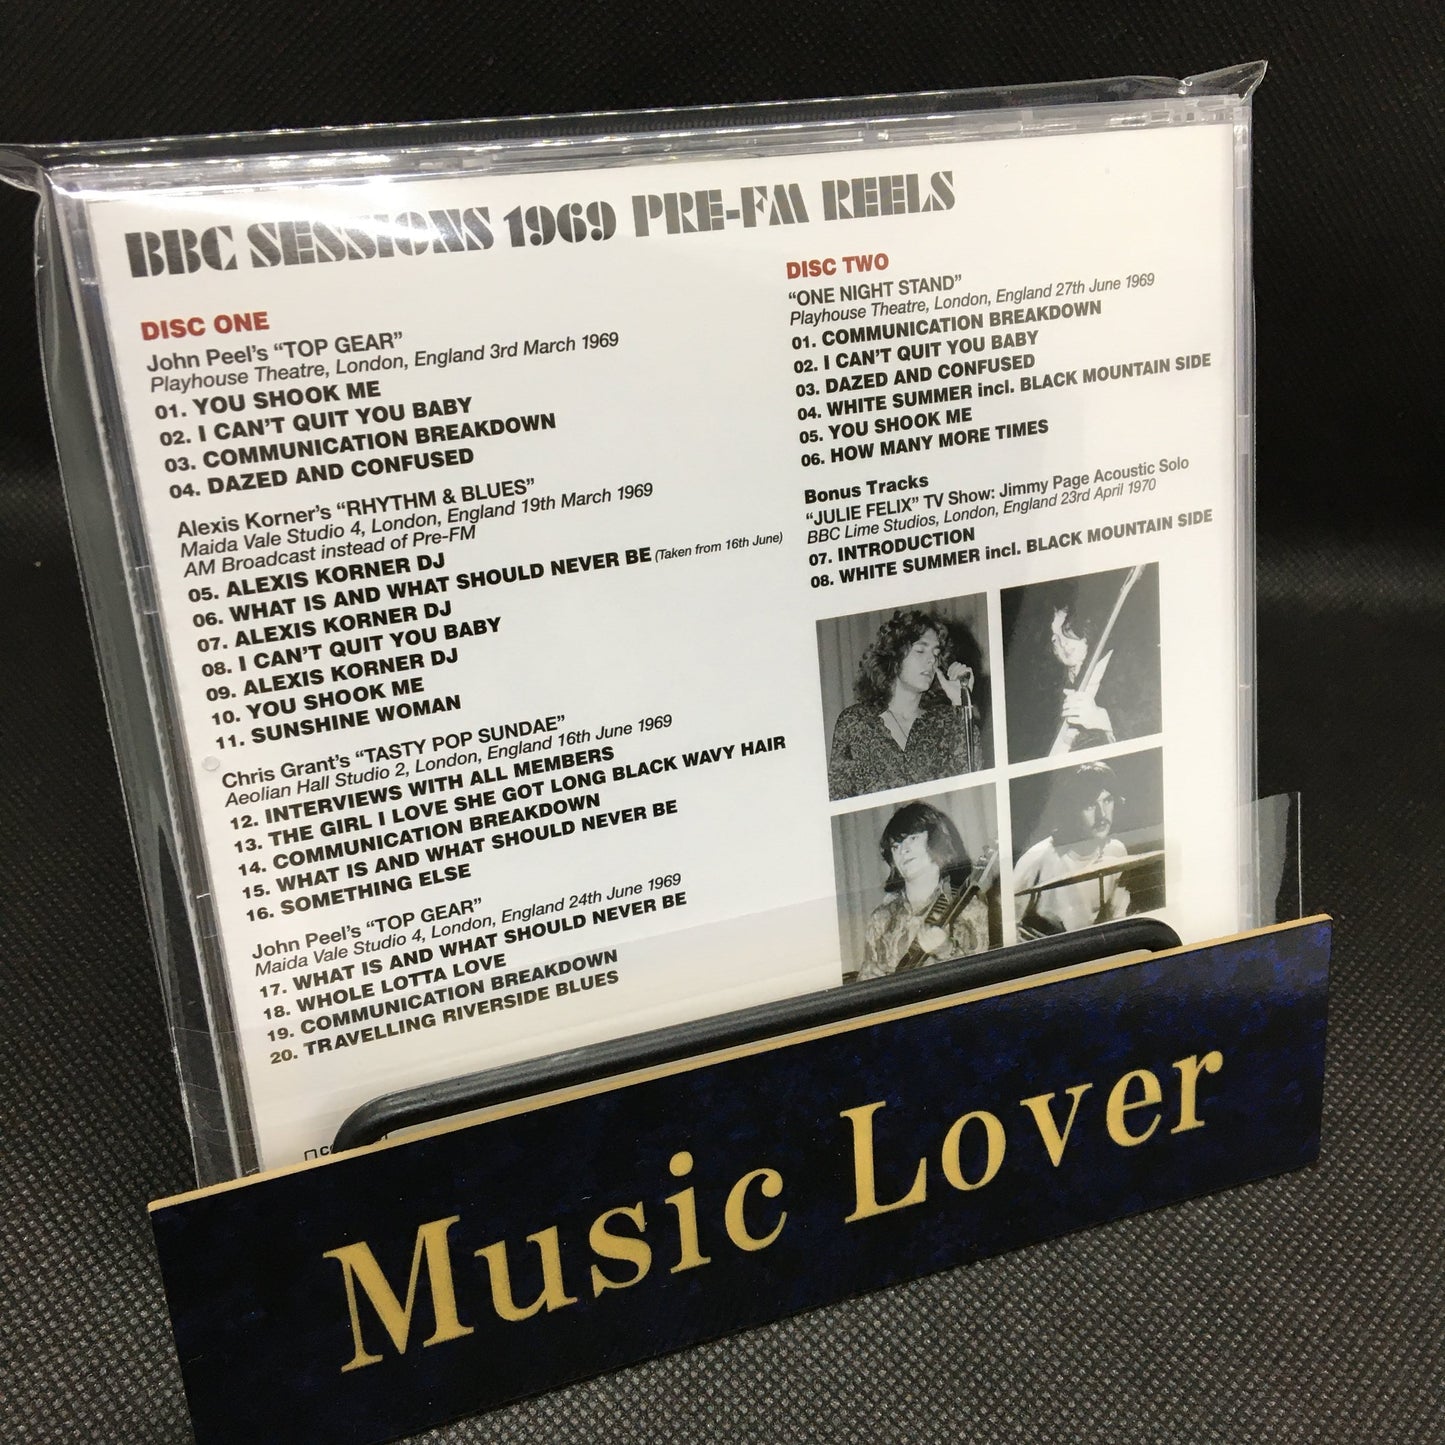 BBC SESSIONS 1969 PRE-FM REELS
DISC ONE
John Peel's "TOP GEAR"
Playhouse Theatre, London, England 3rd March 1969
01. YOU SHOOK ME
02. I CAN'T QUIT YOU BABY
03. COMMUNICATION BREAKDOWN
04. DAZED AND CONFUSED
Alexis Korner's "RHYTHM & BLUES"
Maida Vale Studio 4, London, England 19th March 1969
AM Broadcast instead of Pre-FM
05. ALEXIS KORNER DJ
06. WHAT IS AND WHAT SHOULD NEVER BE (Taken from 16th June)
07. ALEXIS KORNER DJ
08. I CAN'T QUIT YOU BABY
09. ALEXIS KORNER DJ
10. YOU SHOOK ME
11. SUNSHINE WOMAN
Chris Grant's "TASTY POP SUNDAE"
Aeolian Hall Studio 2, London, England 16th June 1969
12. INTERVIEWS WITH ALL MEMBERS
13. THE GIRL I LOVE SHE GOT LONG BLACK WAVY HAIR
14. COMMUNICATION BREAKDOWN
15. WHAT IS AND WHAT SHOULD NEVER BE
16. SOMETHING ELSE
John Peel's "TOP GEAR"
Maida Vale Studio 4, London, England 24th June 1969
17. WHAT IS AND WHAT SHOULD NEVER BE
18. WHOLE LOTTA LOVE
19. COMMUNICATION BREAKDOWN
20. TRAVELLING RIVERSIDE BLUES
DISC TWO
"ONE NIGHT STAND"
Playhouse Theatre, London, England 27th June 1969
01. COMMUNICATION BREAKDOWN
02. I CAN'T QUIT YOU BABY
03. DAZED AND CONFUSED
04. WHITE SUMMER incl. BLACK MOUNTAIN SIDE
05. YOU SHOOK ME
06. HOW MANY MORE TIMES
Bonus Tracks
"JULIE FELIX" TV Show: Jimmy Page Acoustic Solo
BBC Lime Studios, London, England 23rd April 1970
07. INTRODUCTION
08. WHITE SUMMER incl. BLACK MOUNTAIN SIDE
Music Lover